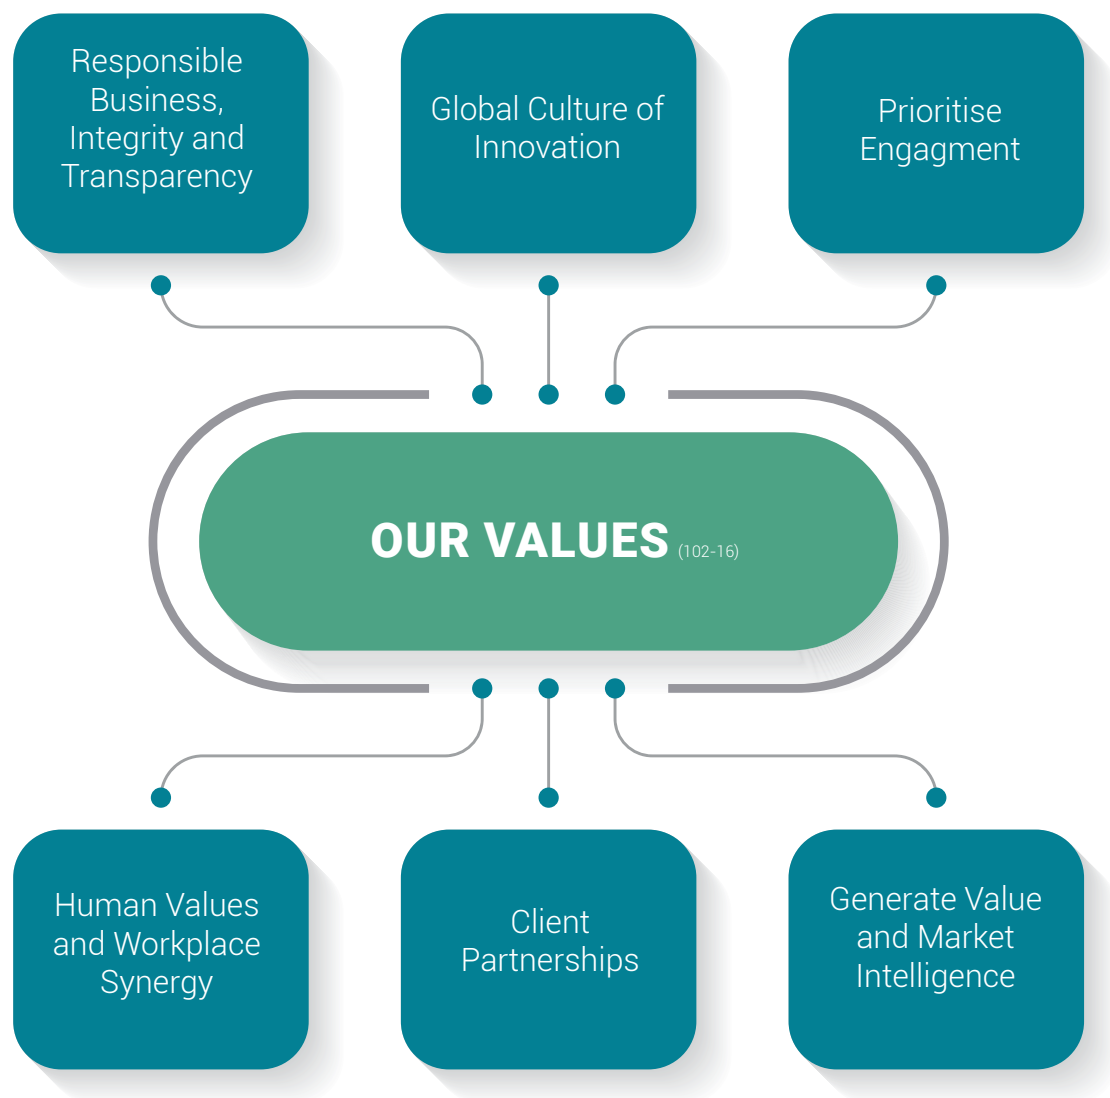 Responsible
Business,
Integrity and
Transparency
Global Culture of
Innovation
Prioritise
Engagment
OUR VALUES (102-16)
Human Values
and Workplace
Synergy
Client
Partnerships
Generate Value
and Market
Intelligence